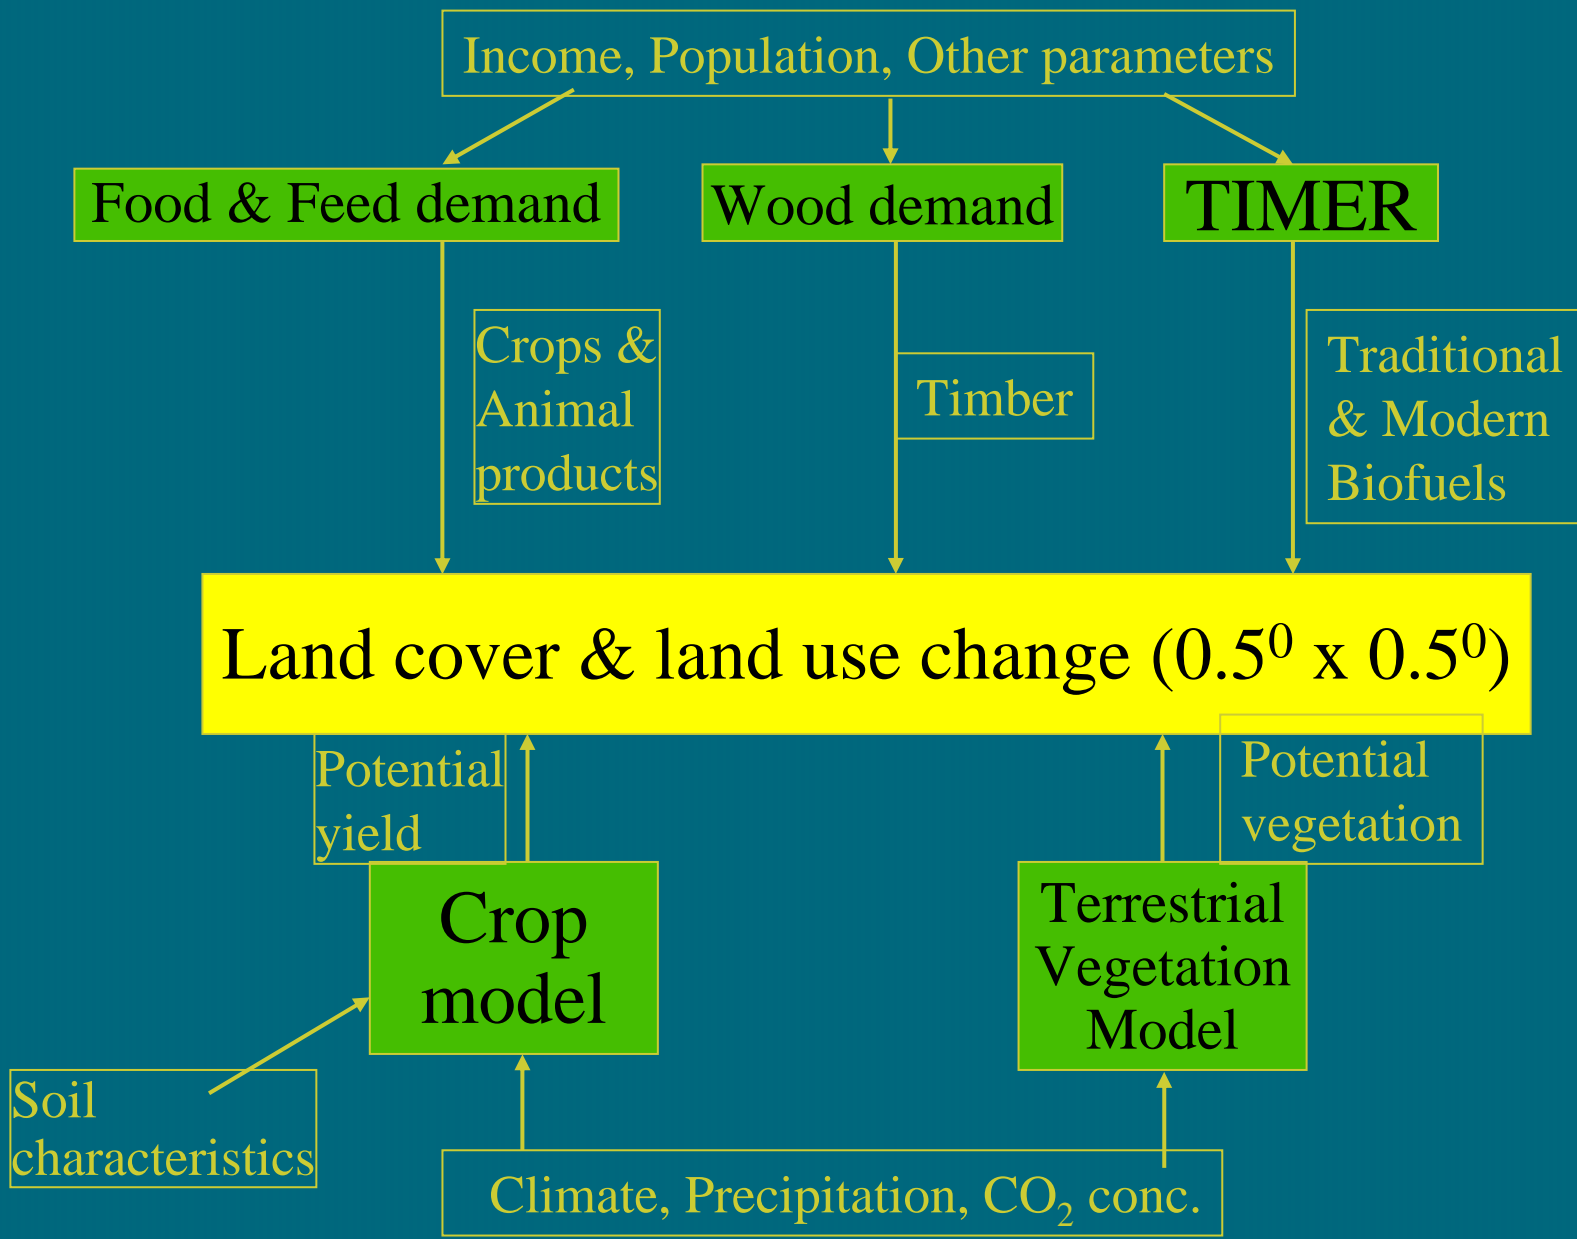 Income, Population, Other parameters
Food & Feed demand
Wood demand
TIMER
Crops &
Animal
products
Timber
Traditional
& Modern
Biofuels
Land cover & land use change (0.5⁰ x 0.5⁰)
Potential
yield
Potential
vegetation
Crop
model
Terrestrial
Vegetation
Model
Soil
characteristics
Climate, Precipitation, CO₂ conc.